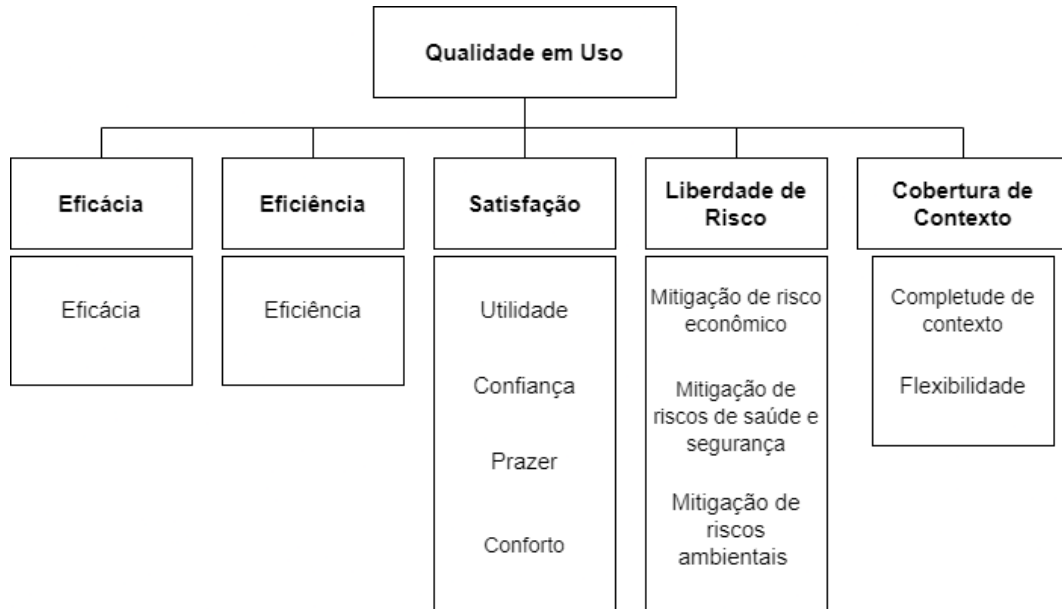 Qualidade em Uso
Eficácia
Eficiência
Satisfação
Liberdade de
Risco
Cobertura de
Contexto
Eficácia
Eficiência
Utilidade
Confiança
Prazer
Conforto
Mitigação de risco
econômico
Mitigação de
riscos de saúde e
segurança
Mitigação de
riscos
ambientais
Completude de
contexto
Flexibilidade